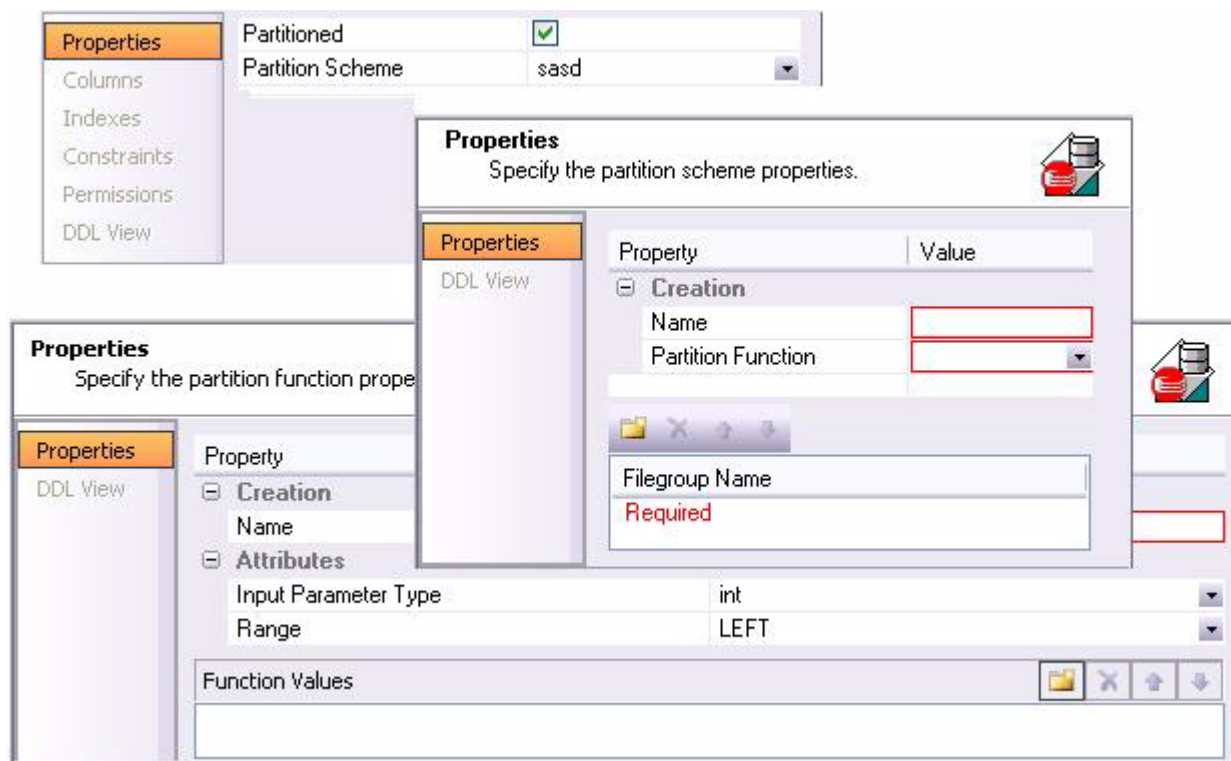 Properties
Partitioned
Partition Scheme sasd
Columns
Indexes
Constraints
Permissions
DDL View
Properties
Specify the partition scheme properties.
Properties
DDL View
Property Value
Creation
Name
Partition Function
Filegroup Name
Required
Properties
Specify the partition function prope
Properties
DDL View
Property
Creation
Name
Attributes
Input Parameter Type int
Range LEFT
Function Values